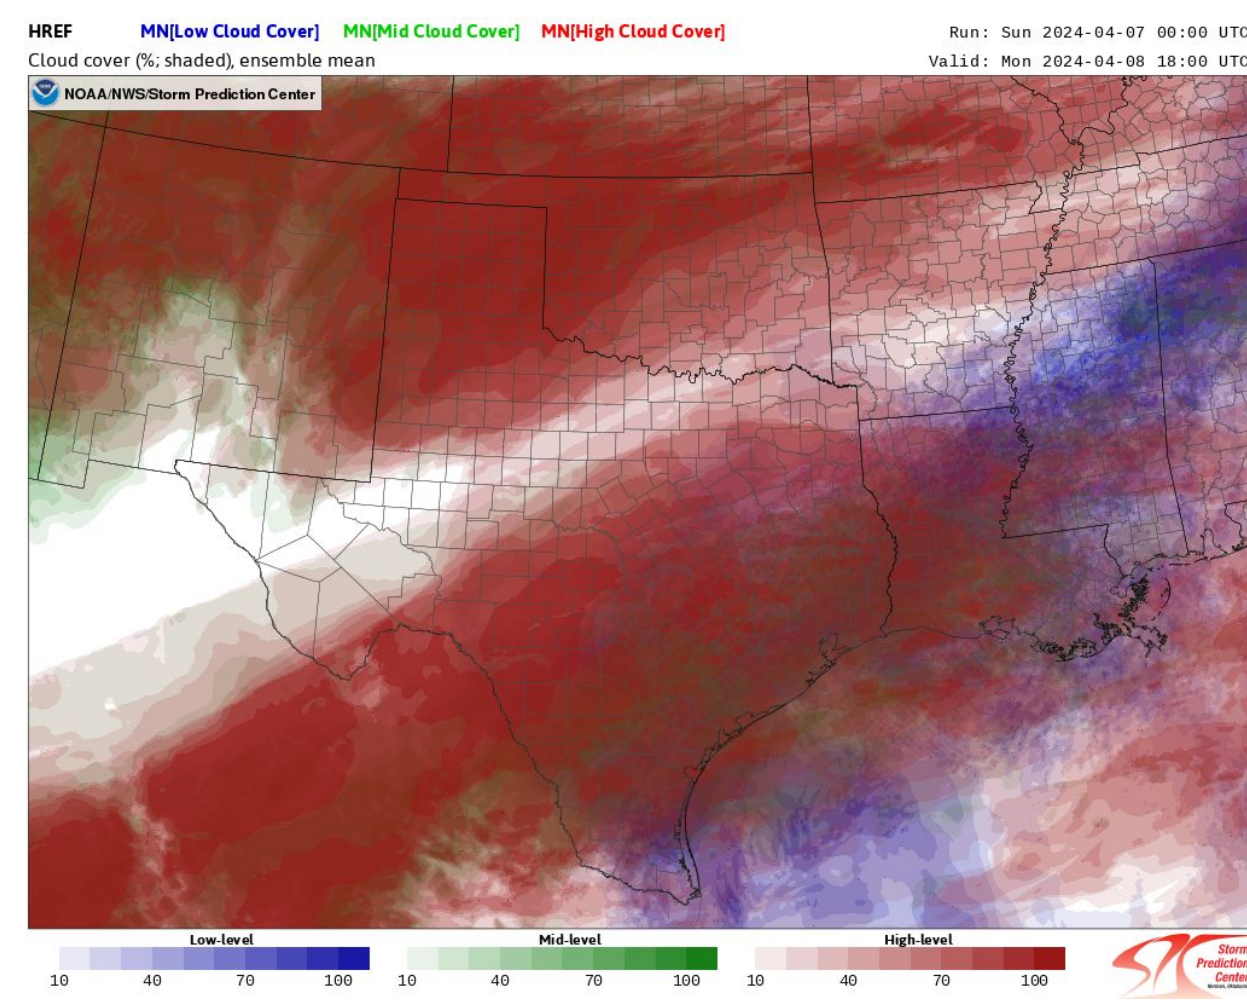 HREF MN[Low Cloud Cover] MN[Mid Cloud Cover] MN[High Cloud Cover] Run: Sun 2024-04-07 00:00 UTC
Cloud cover (%; shaded), ensemble mean Valid: Mon 2024-04-08 18:00 UTC
NOAA/NWS/Storm Prediction Center
Low-level Mid-level High-level
10 40 70 100 10 40 70 100 10 40 70 100
Storm
Prediction
Center
Norman, Oklahoma